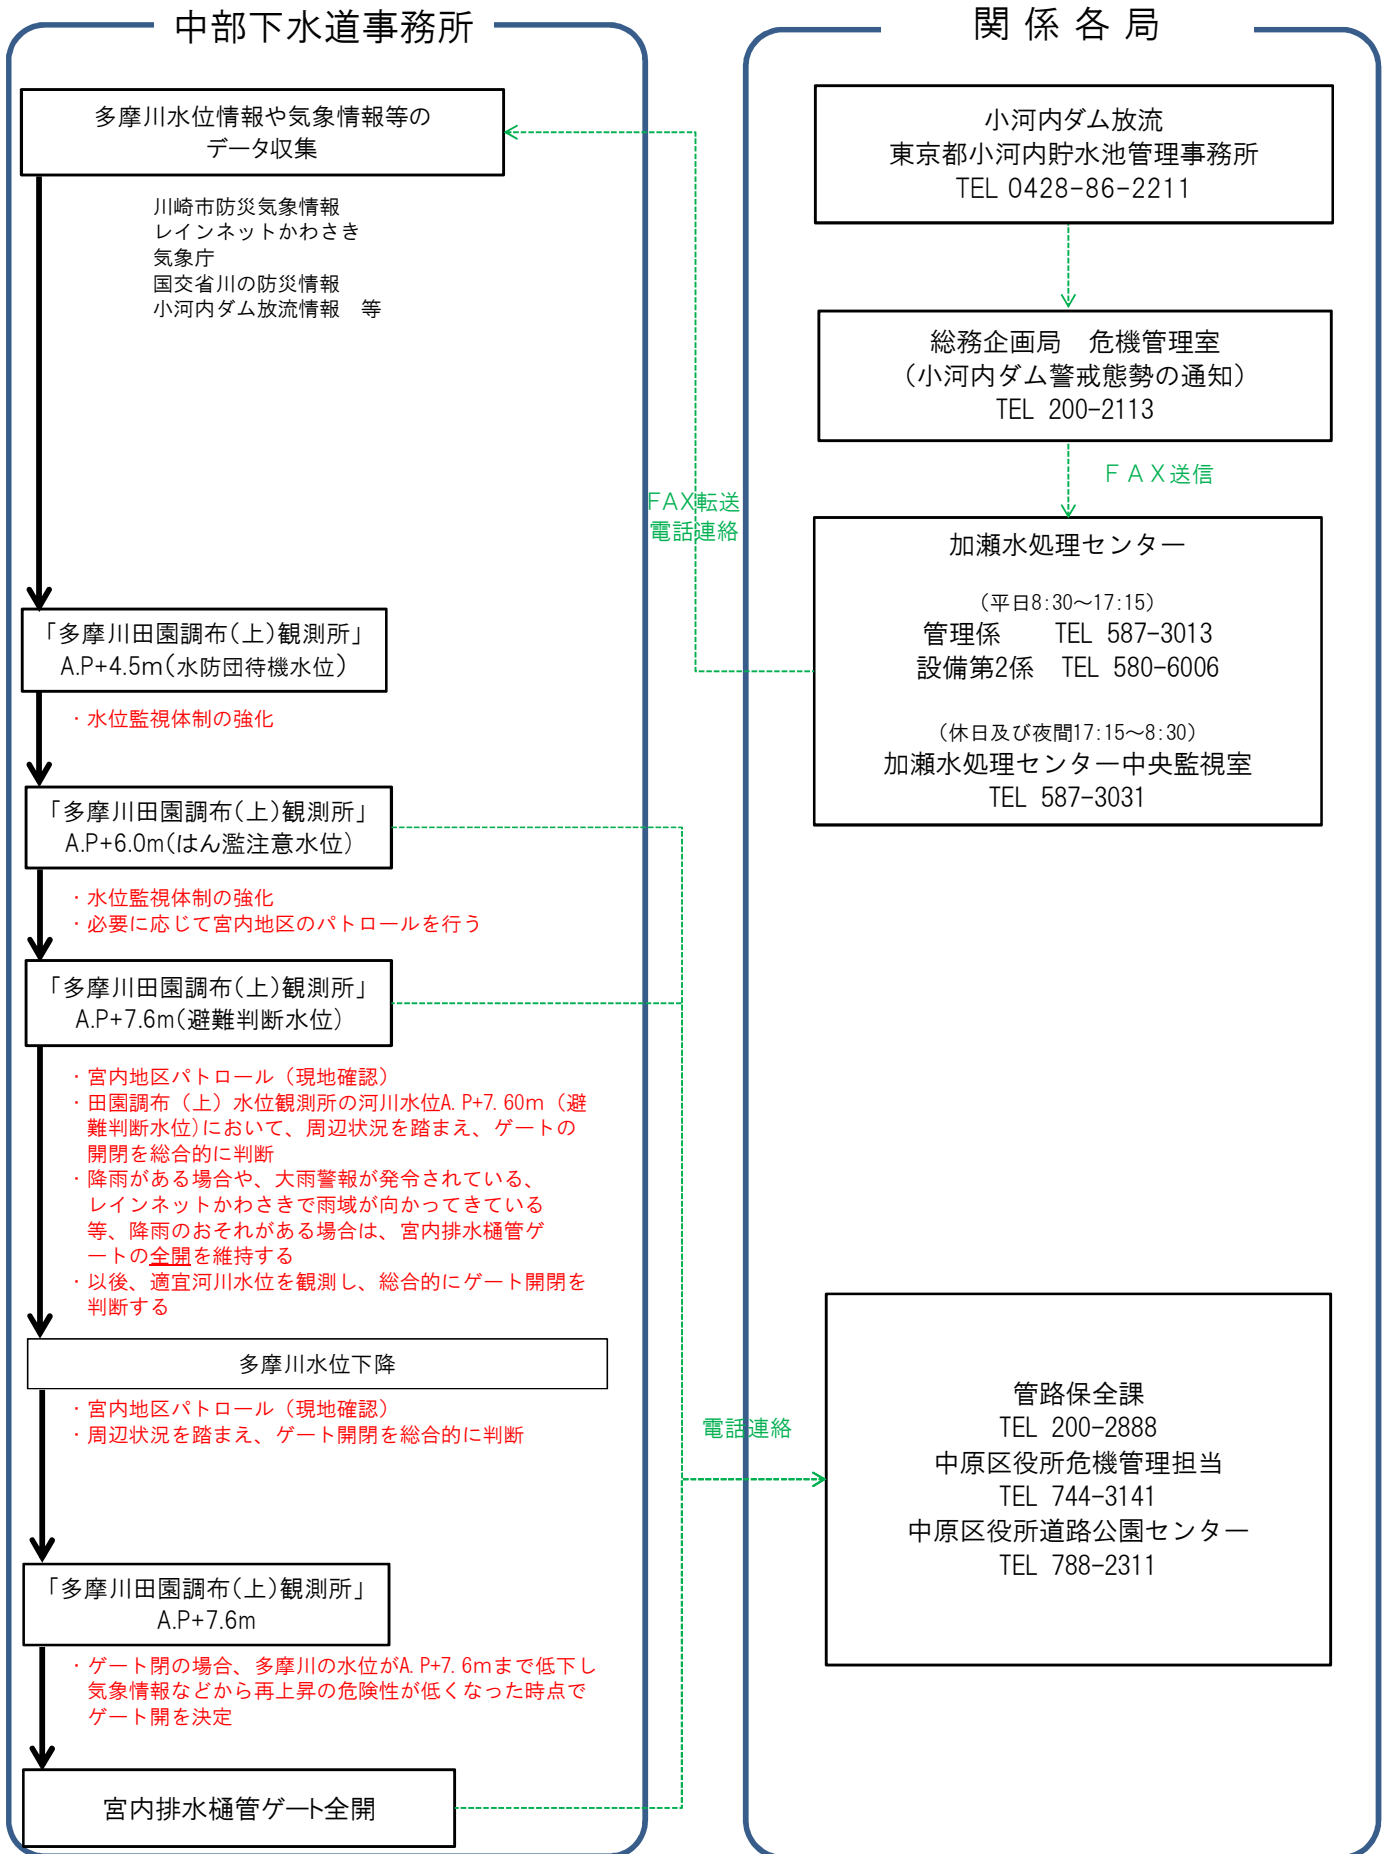 中部下水道事務所
多摩川水位情報や気象情報等の
データ収集
川崎市防災気象情報
レインネットかわさき
気象庁
国交省川の防災情報
小河内ダム放流情報　等
「多摩川田園調布(上)観測所」
A.P+4.5m(水防団待機水位)
・水位監視体制の強化
「多摩川田園調布(上)観測所」
A.P+6.0m(はん濫注意水位)
・水位監視体制の強化
・必要に応じて宮内地区のパトロールを行う
「多摩川田園調布(上)観測所」
A.P+7.6m(避難判断水位)
・宮内地区パトロール（現地確認）
・田園調布（上）水位観測所の河川水位A.P+7.60m（避
難判断水位)において、周辺状況を踏まえ、ゲートの
開閉を総合的に判断
・降雨がある場合や、大雨警報が発令されている、
レインネットかわさきで雨域が向かってきている
等、降雨のおそれがある場合は、宮内排水樋管ゲ
ートの全開を維持する
・以後、適宜河川水位を観測し、総合的にゲート開閉を
判断する
多摩川水位下降
・宮内地区パトロール（現地確認）
・周辺状況を踏まえ、ゲート開閉を総合的に判断
「多摩川田園調布(上)観測所」
A.P+7.6m
・ゲート閉の場合、多摩川の水位がA.P+7.6mまで低下し
気象情報などから再上昇の危険性が低くなった時点で
ゲート開を決定
宮内排水樋管ゲート全開
FAX転送
電話連絡
電話連絡
関係各局
小河内ダム放流
東京都小河内貯水池管理事務所
TEL 0428-86-2211
総務企画局　危機管理室
（小河内ダム警戒態勢の通知）
TEL 200-2113
ＦＡＸ送信
加瀬水処理センター
（平日8:30～17:15）
管理係　　TEL 587-3013
設備第2係　TEL 580-6006
（休日及び夜間17:15～8:30）
加瀬水処理センター中央監視室
TEL 587-3031
管路保全課
TEL 200-2888
中原区役所危機管理担当
TEL 744-3141
中原区役所道路公園センター
TEL 788-2311